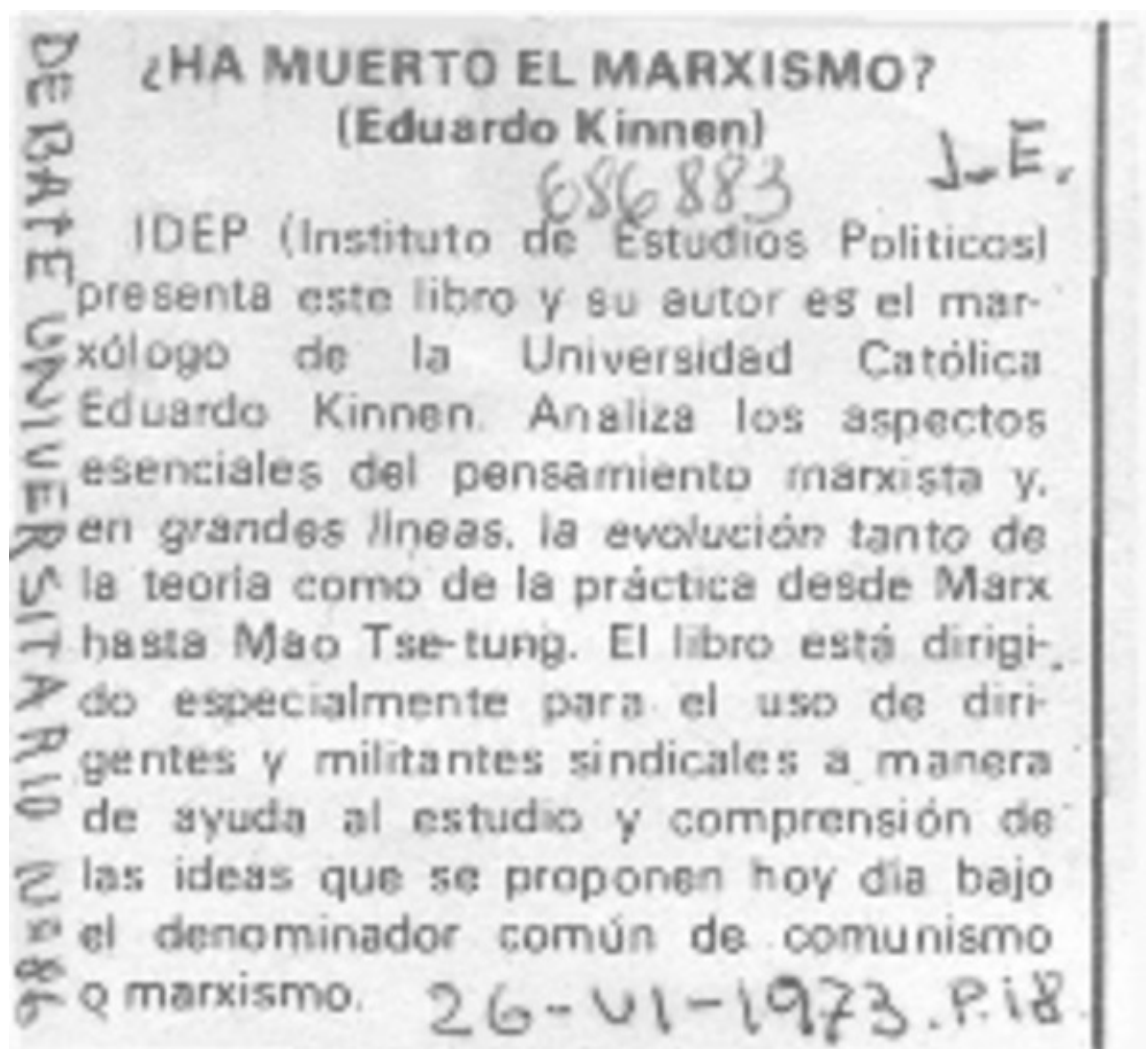 ¿HA MUERTO EL MARXISMO?
(Eduardo Kinnen)
J.E.
686883
IDEP (Instituto de Estudios Politicos)
presenta este libro y su autor es el mar-
xólogo de la Universidad Católica
Eduardo Kinnen. Analiza los aspectos
esenciales del pensamiento marxista y,
en grandes líneas, la evolución tanto de
la teoría como de la práctica desde Marx
hasta Mao Tse-tung. El libro está dirigi-
do especialmente para el uso de diri-
gentes y militantes sindicales a manera
de ayuda al estudio y comprensión de
las ideas que se proponen hoy día bajo
el denominador común de comunismo
o marxismo.
26-VI-1973. P.18.
DEBATE UNIVERSITARIO Nº 86